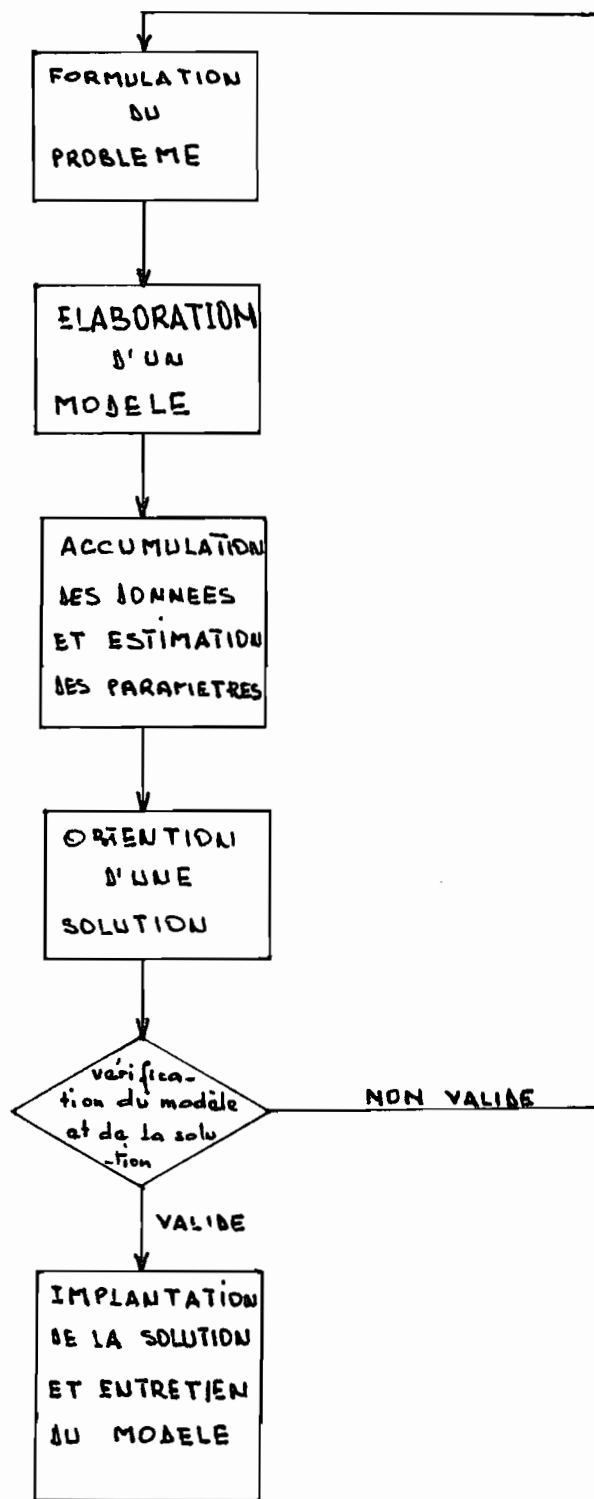 FORMULATION
DU
PROBLEME
ELABORATION
D'UN
MODELE
ACCUMULATION
DES DONNEES
ET ESTIMATION
DES PARAMETRES
OBTENTION
D'UNE
SOLUTION
vérifica-
tion du modèle
et de la solu
-tion
NON VALIDE
VALIDE
IMPLANTATION
DE LA SOLUTION
ET ENTRETIEN
DU MODELE